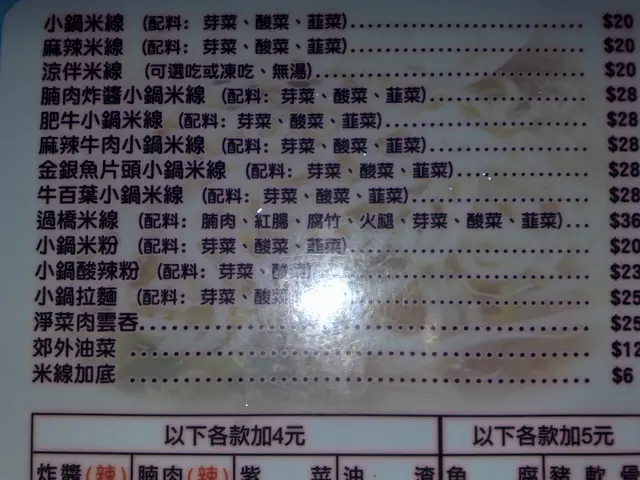 小鍋米線 (配料: 芽菜、酸菜、韮菜)........................ $20
麻辣米線 (配料: 芽菜、酸菜、韮菜)........................ $20
涼伴米線 (可選吃或凍吃、無湯)........................ $20
腩肉炸醬小鍋米線 (配料: 芽菜、酸菜、韮菜)................ $28
肥牛小鍋米線 (配料: 芽菜、酸菜、韮菜).................... $28
麻辣牛肉小鍋米線 (配料: 芽菜、酸菜、韮菜)................ $28
金銀魚片頭小鍋米線 (配料: 芽菜、酸菜、韮菜).............. $28
牛百葉小鍋米線 (配料: 芽菜、酸菜、韮菜).................. $28
過橋米線 (配料: 腩肉、紅腸、腐竹、火腿、芽菜、酸菜、韮菜)... $36
小鍋米粉 (配料: 芽菜、酸菜、韮菜)........................ $20
小鍋酸辣粉 (配料: 芽菜、酸........................ $23
小鍋拉麵 (配料: 芽菜、酸菜........................ $25
淨菜肉雲吞........................ $25
郊外油菜........................ $12
米線加底........................ $6
以下各款加4元 以下各款加5元
炸醬(辣) 腩肉(辣) 紫菜 油渣 魚腐 豬軟骨